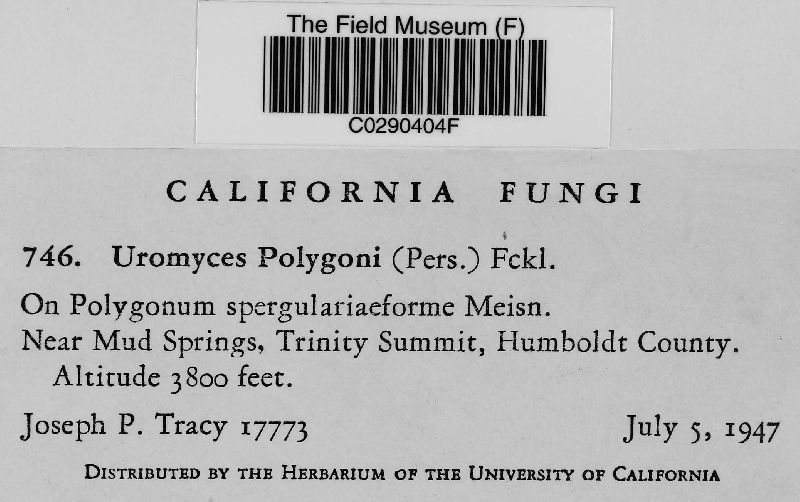 The Field Museum (F)
C0290404F
CALIFORNIA FUNGI
746. Uromyces Polygoni (Pers.) Fckl.
On Polygonum spergulariaeforme Meisn.
Near Mud Springs, Trinity Summit, Humboldt County.
Altitude 3800 feet.
Joseph P. Tracy 17773 July 5, 1947
DISTRIBUTED BY THE HERBARIUM OF THE UNIVERSITY OF CALIFORNIA